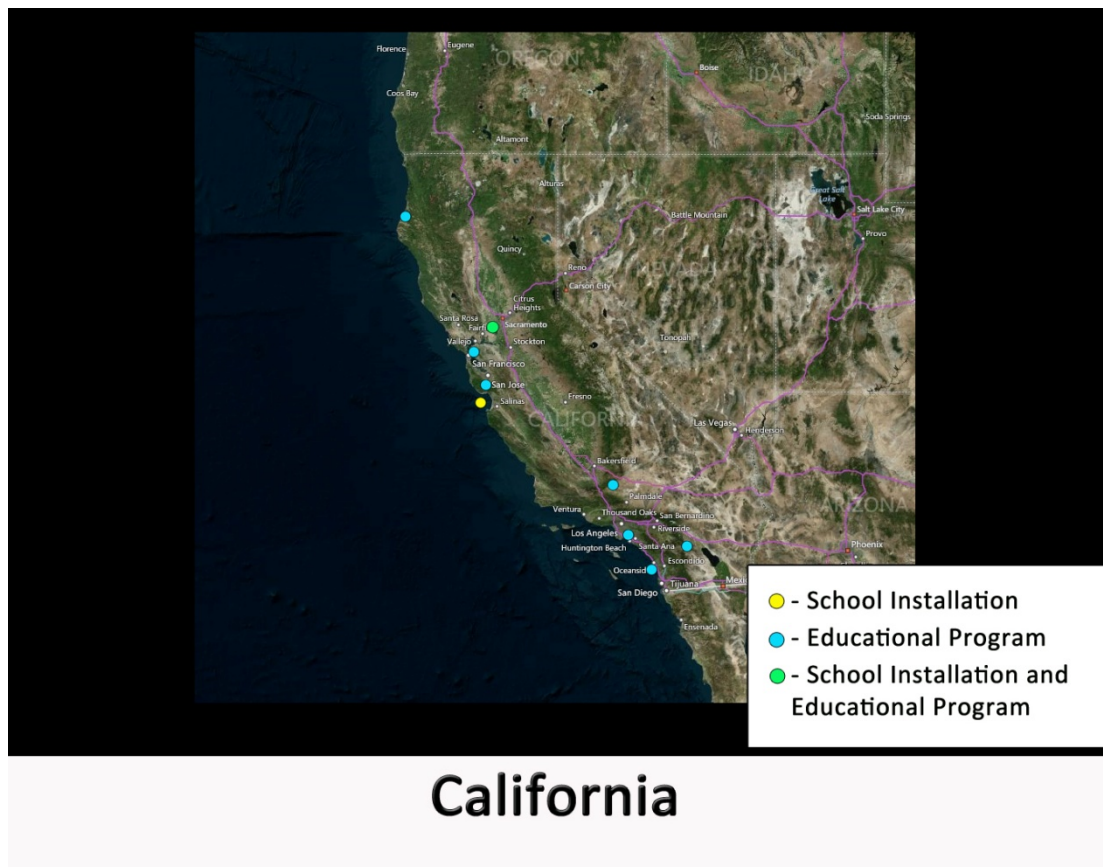 Florence
Eugene
OREGON
Boise
IDAHO
Coos Bay
Soda Springs
Altamont
Alturas
Great Salt
Lake
Salt Lake City
Battle Mountain
Provo
Quincy
Reno
NEVADA
Carson City
Citrus
Heights
Santa Rosa
Fairf
Sacramento
Vallejo
Stockton
Tonopah
San Francisco
San Jose
Salinas
Fresno
CALIFORNIA
Las Vegas
Henderson
Bakersfield
Palmdale
ARIZONA
Ventura
Thousand Oaks
San Bernardino
Riverside
Los Angeles
Huntington Beach
Santa Ana
Phoenix
Escondido
Oceansid
Tijuana
Mexi
San Diego
Ensenada
- School Installation
- Educational Program
- School Installation and
Educational Program
California